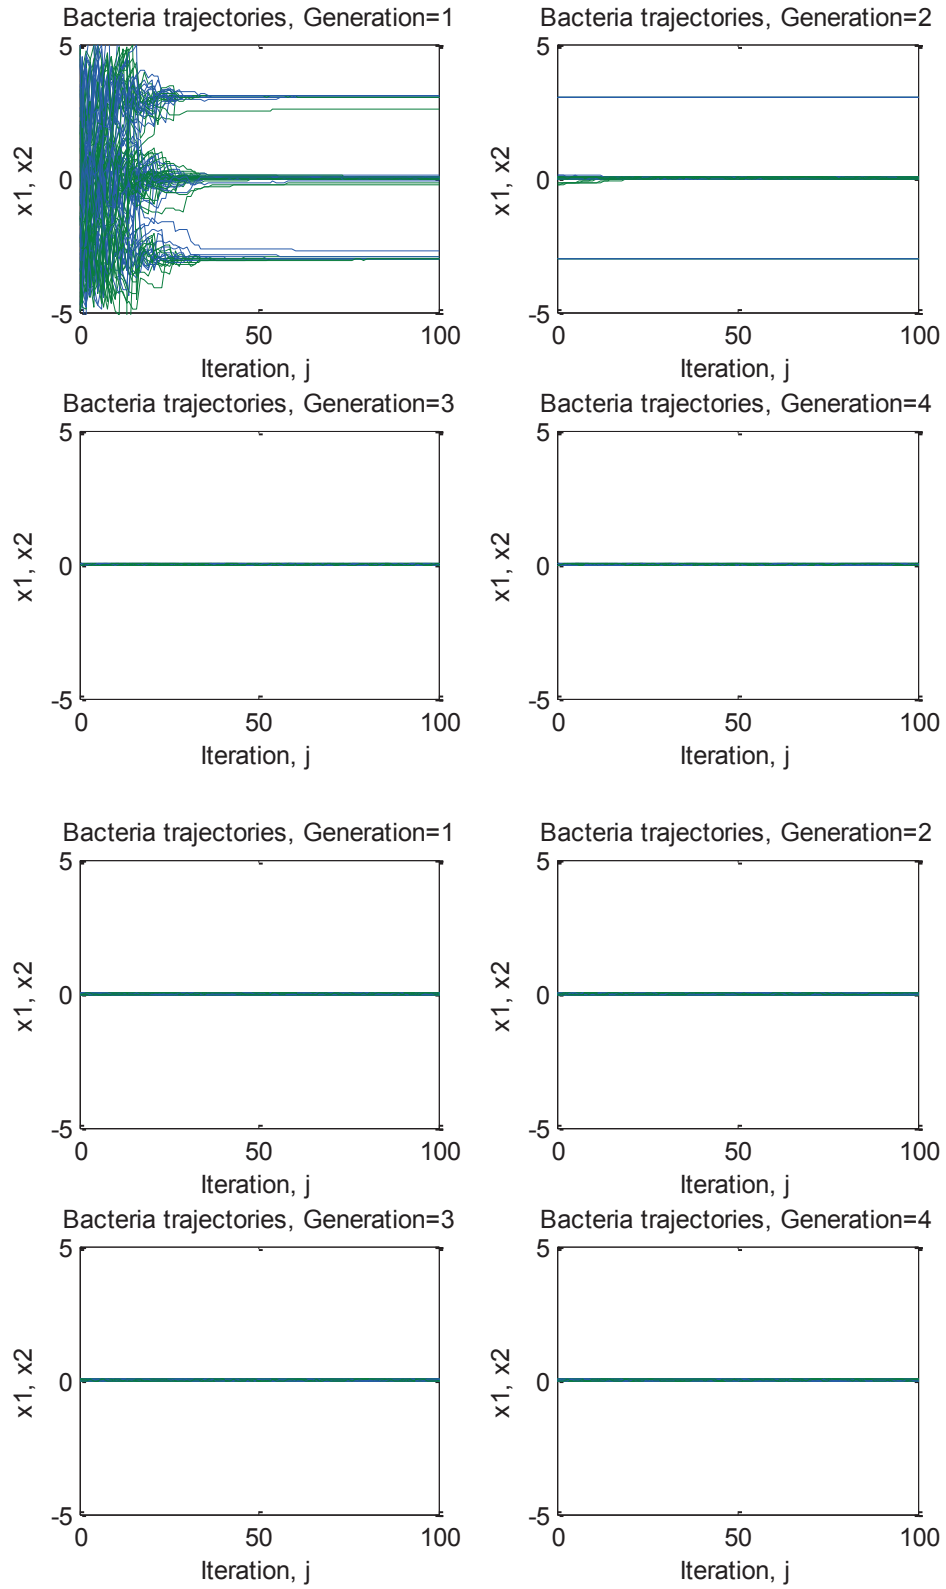 Bacteria trajectories, Generation=1
5
0
-5
x1, x2
0 50 100
Iteration, j
Bacteria trajectories, Generation=2
5
0
-5
x1, x2
0 50 100
Iteration, j
Bacteria trajectories, Generation=3
5
0
-5
x1, x2
0 50 100
Iteration, j
Bacteria trajectories, Generation=4
5
0
-5
x1, x2
0 50 100
Iteration, j
Bacteria trajectories, Generation=1
5
0
-5
x1, x2
0 50 100
Iteration, j
Bacteria trajectories, Generation=2
5
0
-5
x1, x2
0 50 100
Iteration, j
Bacteria trajectories, Generation=3
5
0
-5
x1, x2
0 50 100
Iteration, j
Bacteria trajectories, Generation=4
5
0
-5
x1, x2
0 50 100
Iteration, j